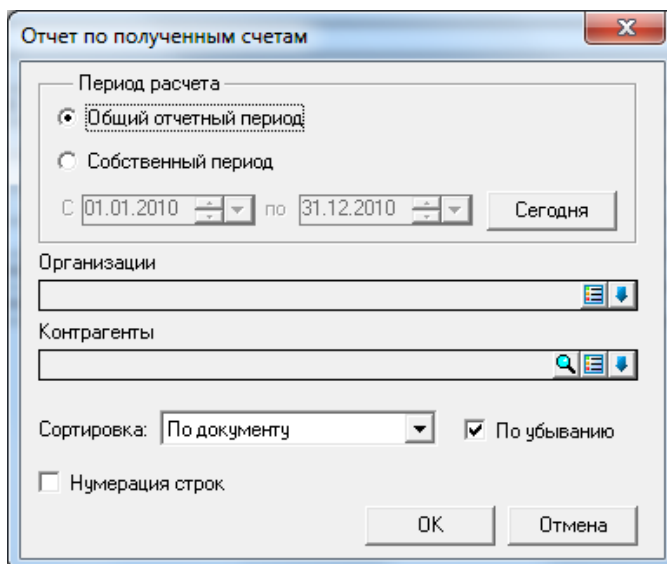 Отчет по полученным счетам
Период расчета
Общий отчетный период
Собственный период
С 01.01.2010 по 31.12.2010 Сегодня
Организации
Контрагенты
Сортировка: По документу По убыванию
Нумерация строк
OK Отмена